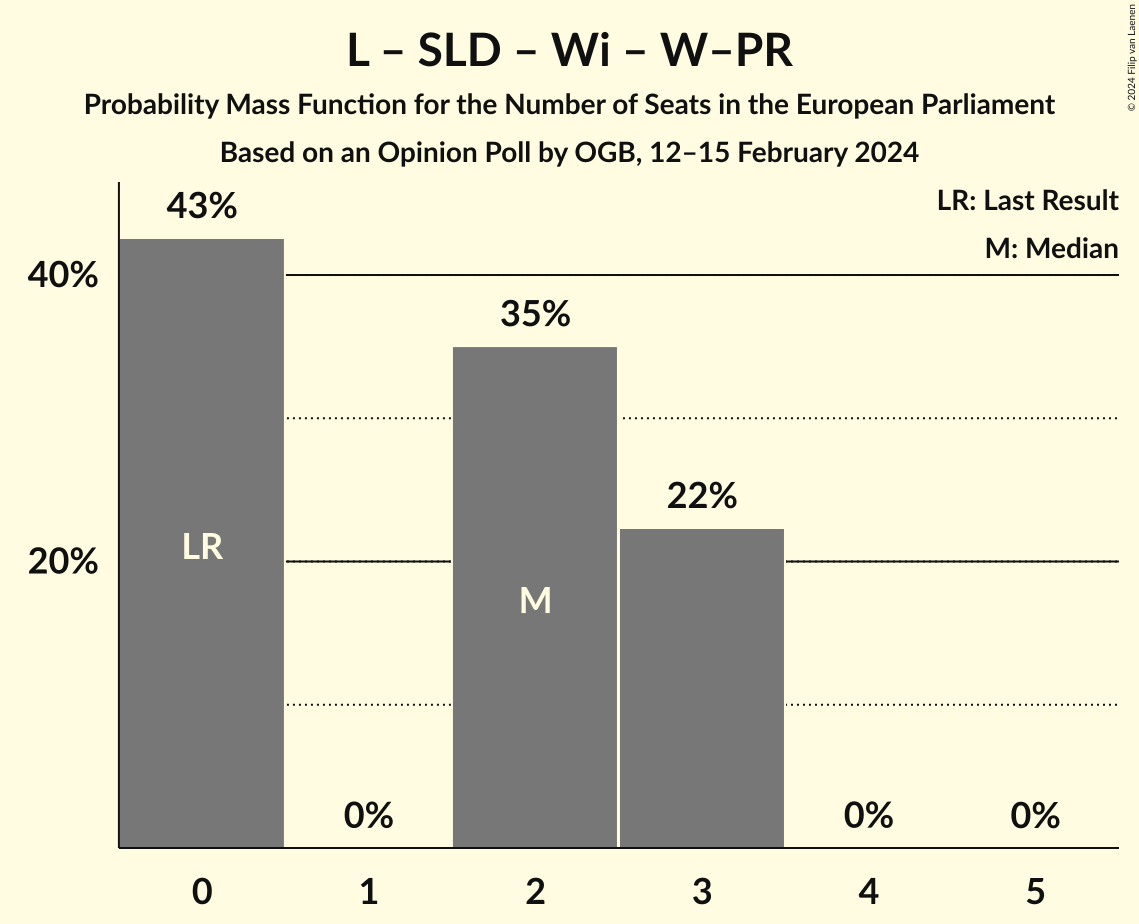 L – SLD – Wi – W–PR
Probability Mass Function for the Number of Seats in the European Parliament
Based on an Opinion Poll by OGB, 12–15 February 2024
© 2024 Filip van Laenen
LR: Last Result
M: Median
43%
40%
35%
22%
20%
LR
M
0%
0%
0%
0
1
2
3
4
5